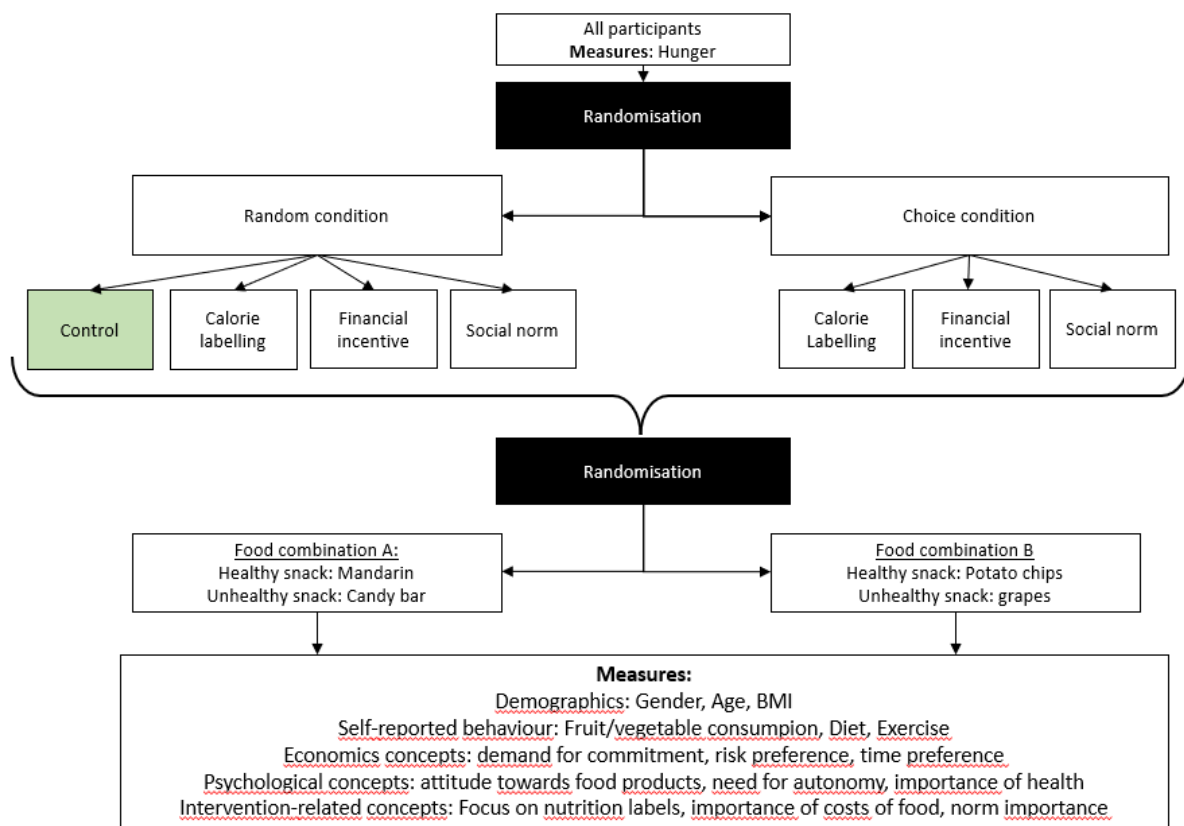 All participants
Measures: Hunger
Randomisation
Random condition
Choice condition
Control
Calorie
labelling
Financial
incentive
Social norm
Calorie
Labelling
Financial
incentive
Social norm
Randomisation
Food combination A:
Healthy snack: Mandarin
Unhealthy snack: Candy bar
Food combination B
Healthy snack: Potato chips
Unhealthy snack: grapes
Measures:
Demographics: Gender, Age, BMI
Self-reported behaviour: Fruit/vegetable consumpion, Diet, Exercise
Economics concepts: demand for commitment, risk preference, time preference
Psychological concepts: attitude towards food products, need for autonomy, importance of health
Intervention-related concepts: Focus on nutrition labels, importance of costs of food, norm importance